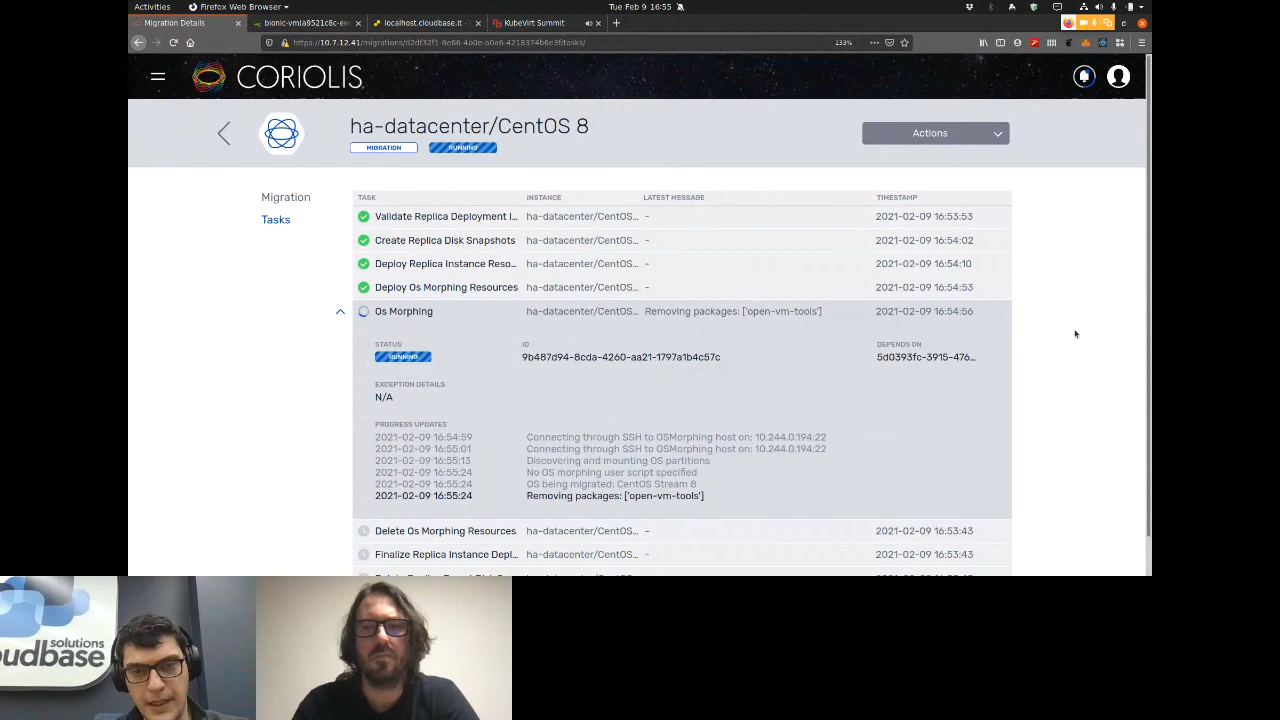 Activities Firefox Web Browser Tue Feb 9 16:55
Migration Details bionic-vm(a9521c8c-eec localhost.cloudbase.it - KubeVirt Summit
https://10.7.12.41/migrations/d2df32f1-8e66-4b0e-a0a6-4218374b6e3f/tasks/ 133%
CORIOLIS
ha-datacenter/CentOS 8
MIGRATION RUNNING
Actions
Migration
Tasks
TASK INSTANCE LATEST MESSAGE TIMESTAMP
Validate Replica Deployment I... ha-datacenter/CentOS... - 2021-02-09 16:53:53
Create Replica Disk Snapshots ha-datacenter/CentOS... - 2021-02-09 16:54:02
Deploy Replica Instance Reso... ha-datacenter/CentOS... - 2021-02-09 16:54:10
Deploy Os Morphing Resources ha-datacenter/CentOS... - 2021-02-09 16:54:53
Os Morphing ha-datacenter/CentOS... Removing packages: ['open-vm-tools'] 2021-02-09 16:54:56
STATUS ID DEPENDS ON
RUNNING 9b487d94-8cda-4260-aa21-1797a1b4c57c 5d0393fc-3915-476...
EXCEPTION DETAILS
N/A
PROGRESS UPDATES
2021-02-09 16:54:59 Connecting through SSH to OSMorphing host on: 10.244.0.194:22
2021-02-09 16:55:01 Connecting through SSH to OSMorphing host on: 10.244.0.194:22
2021-02-09 16:55:13 Discovering and mounting OS partitions
2021-02-09 16:55:24 No OS morphing user script specified
2021-02-09 16:55:24 OS being migrated: CentOS Stream 8
2021-02-09 16:55:24 Removing packages: ['open-vm-tools']
Delete Os Morphing Resources ha-datacenter/CentOS... - 2021-02-09 16:53:43
Finalize Replica Instance Depl... ha-datacenter/CentOS... - 2021-02-09 16:53:43
solutions
oudbase